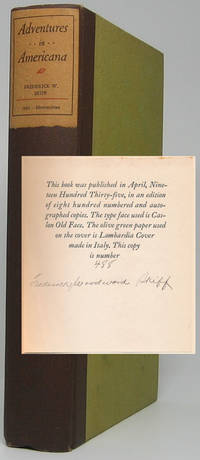 Adventures
IN
Americana
FREDERICK W.
SKIFF
This book was published in April, Nine-
teen Hundred Thirty-five, in an edition
of eight hundred numbered and auto-
graphed copies. The type face used is Cas-
lon Old Face. The olive green paper used
on the cover is Lombardia Cover
made in Italy. This copy
is number
488
Frederick Woodward Skiff